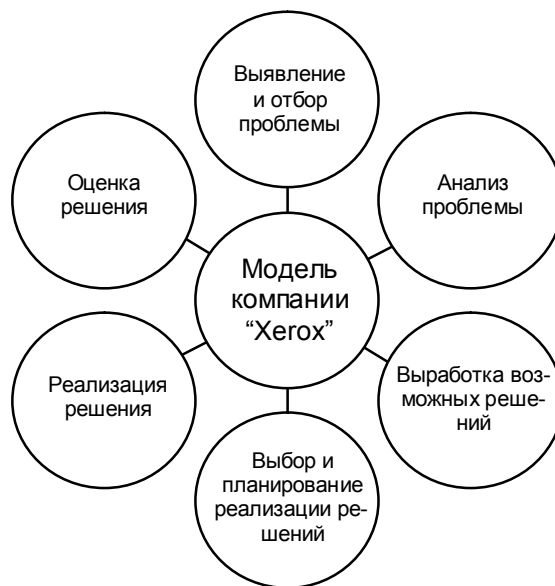 Выявление
и отбор
проблемы
Анализ
проблемы
Выработка воз-
можных реше-
ний
Выбор и
планирование
реализации ре-
шений
Реализация
решения
Оценка
решения
Модель
компании
“Xerox”